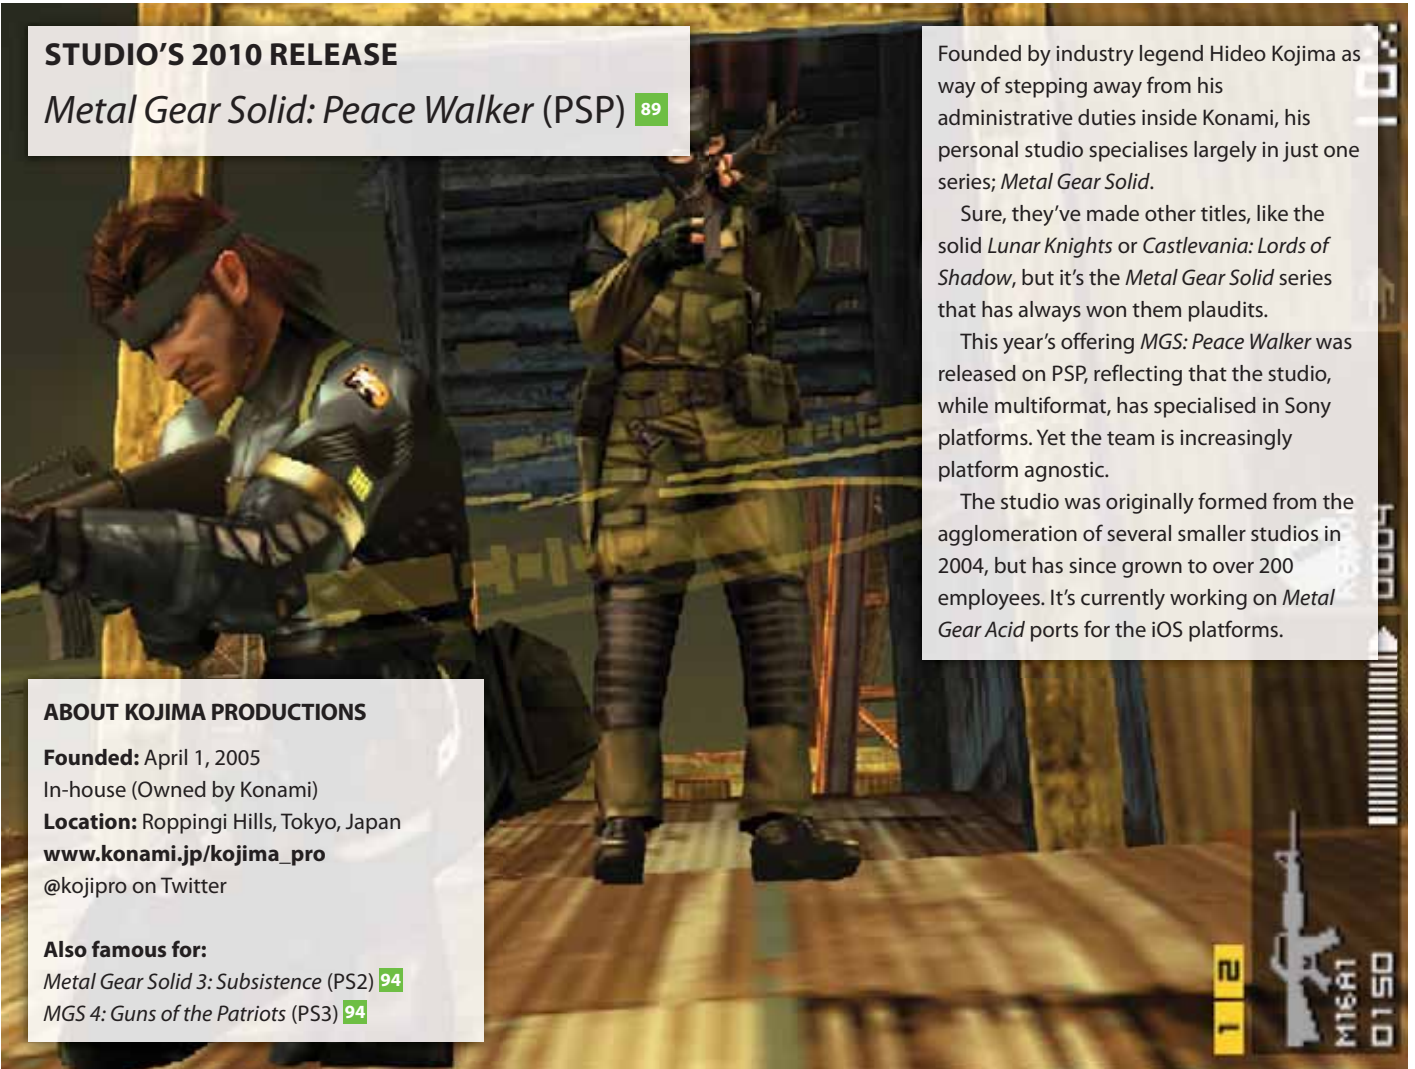 STUDIO'S 2010 RELEASE
Metal Gear Solid: Peace Walker (PSP) 89
Founded by industry legend Hideo Kojima as
way of stepping away from his
administrative duties inside Konami, his
personal studio specialises largely in just one
series; Metal Gear Solid.
Sure, they've made other titles, like the
solid Lunar Knights or Castlevania: Lords of
Shadow, but it's the Metal Gear Solid series
that has always won them plaudits.
This year's offering MGS: Peace Walker was
released on PSP, reflecting that the studio,
while multiformat, has specialised in Sony
platforms. Yet the team is increasingly
platform agnostic.
The studio was originally formed from the
agglomeration of several smaller studios in
2004, but has since grown to over 200
employees. It's currently working on Metal
Gear Acid ports for the iOS platforms.
ABOUT KOJIMA PRODUCTIONS
Founded: April 1, 2005
In-house (Owned by Konami)
Location: Roppingi Hills, Tokyo, Japan
www.konami.jp/kojima_pro
@kojipro on Twitter
Also famous for:
Metal Gear Solid 3: Subsistence (PS2) 94
MGS 4: Guns of the Patriots (PS3) 94
0004
1 2
M16A1
0150